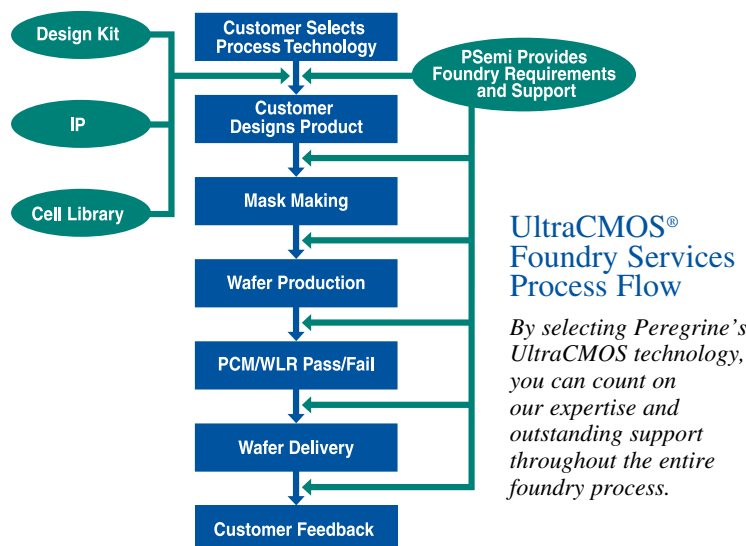 Design Kit
IP
Cell Library
Customer Selects
Process Technology
PSemi Provides
Foundry Requirements
and Support
Customer
Designs Product
Mask Making
Wafer Production
PCM/WLR Pass/Fail
Wafer Delivery
Customer Feedback
UltraCMOS®
Foundry Services
Process Flow
By selecting Peregrine's
UltraCMOS technology,
you can count on
our expertise and
outstanding support
throughout the entire
foundry process.